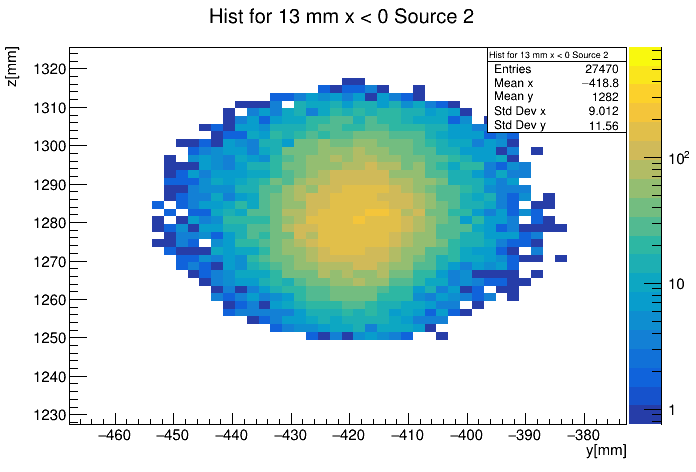 Hist for 13 mm x < 0 Source 2
z[mm]
Hist for 13 mm x < 0 Source 2
Entries 27470
Mean x −418.8
Mean y 1282
Std Dev x 9.012
Std Dev y 11.56
1320
1310
1300
1290
1280
1270
1260
1250
1240
1230
−460 −450 −440 −430 −420 −410 −400 −390 −380
y[mm]
10²
10
1